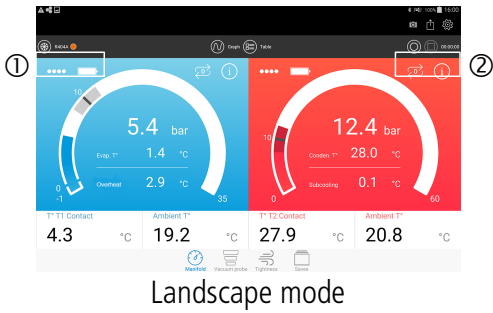 100% 16:00
R404A Graph Table 00:00:00
① ②
10 10
5.4 bar 12.4 bar
Evap. T° 1.4 °C Conden. T° 28.0 °C
Overheat 2.9 °C Subcooling 0.1 °C
0 -1 35 0 60
T° T1 Contact Ambient T° T° T2 Contact Ambient T°
4.3 °C 19.2 °C 27.9 °C 20.8 °C
Manifold Vacuum probe Tightness Saves
Landscape mode